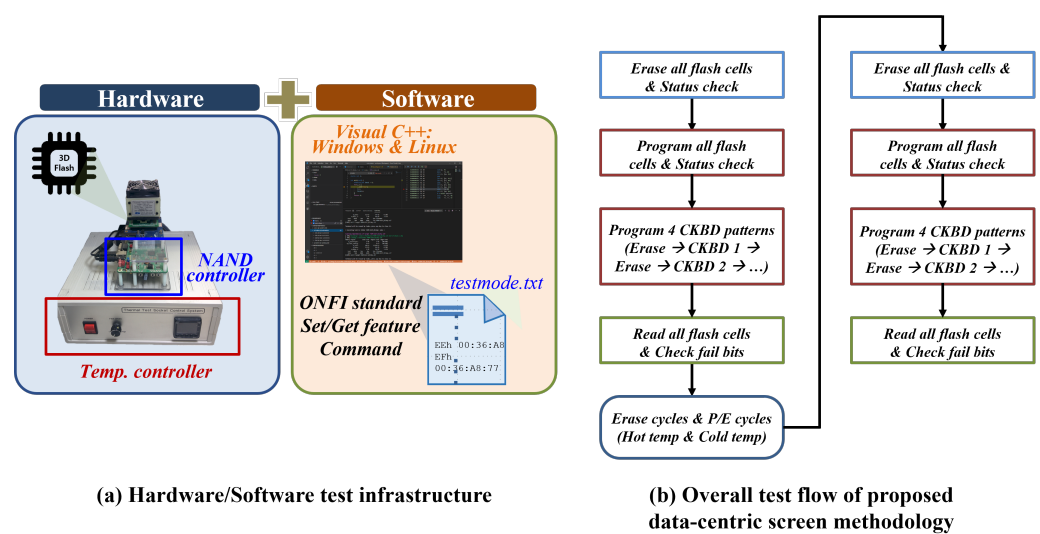 Hardware
Software
3D
Flash
NAND
controller
Temp. controller
Visual C++:
Windows & Linux
testmode.txt
ONFI standard
Set/Get feature
Command
EEh 00:36:A8
EFh
00:36:A8:77
(a) Hardware/Software test infrastructure
Erase all flash cells
& Status check
Program all flash
cells & Status check
Program 4 CKBD patterns
(Erase → CKBD 1 →
Erase → CKBD 2 → …)
Read all flash cells
& Check fail bits
Erase cycles & P/E cycles
(Hot temp & Cold temp)
Erase all flash cells &
Status check
Program all flash
cells & Status check
Program 4 CKBD patterns
(Erase → CKBD 1 →
Erase → CKBD 2 → …)
Read all flash cells
& Check fail bits
(b) Overall test flow of proposed
data-centric screen methodology